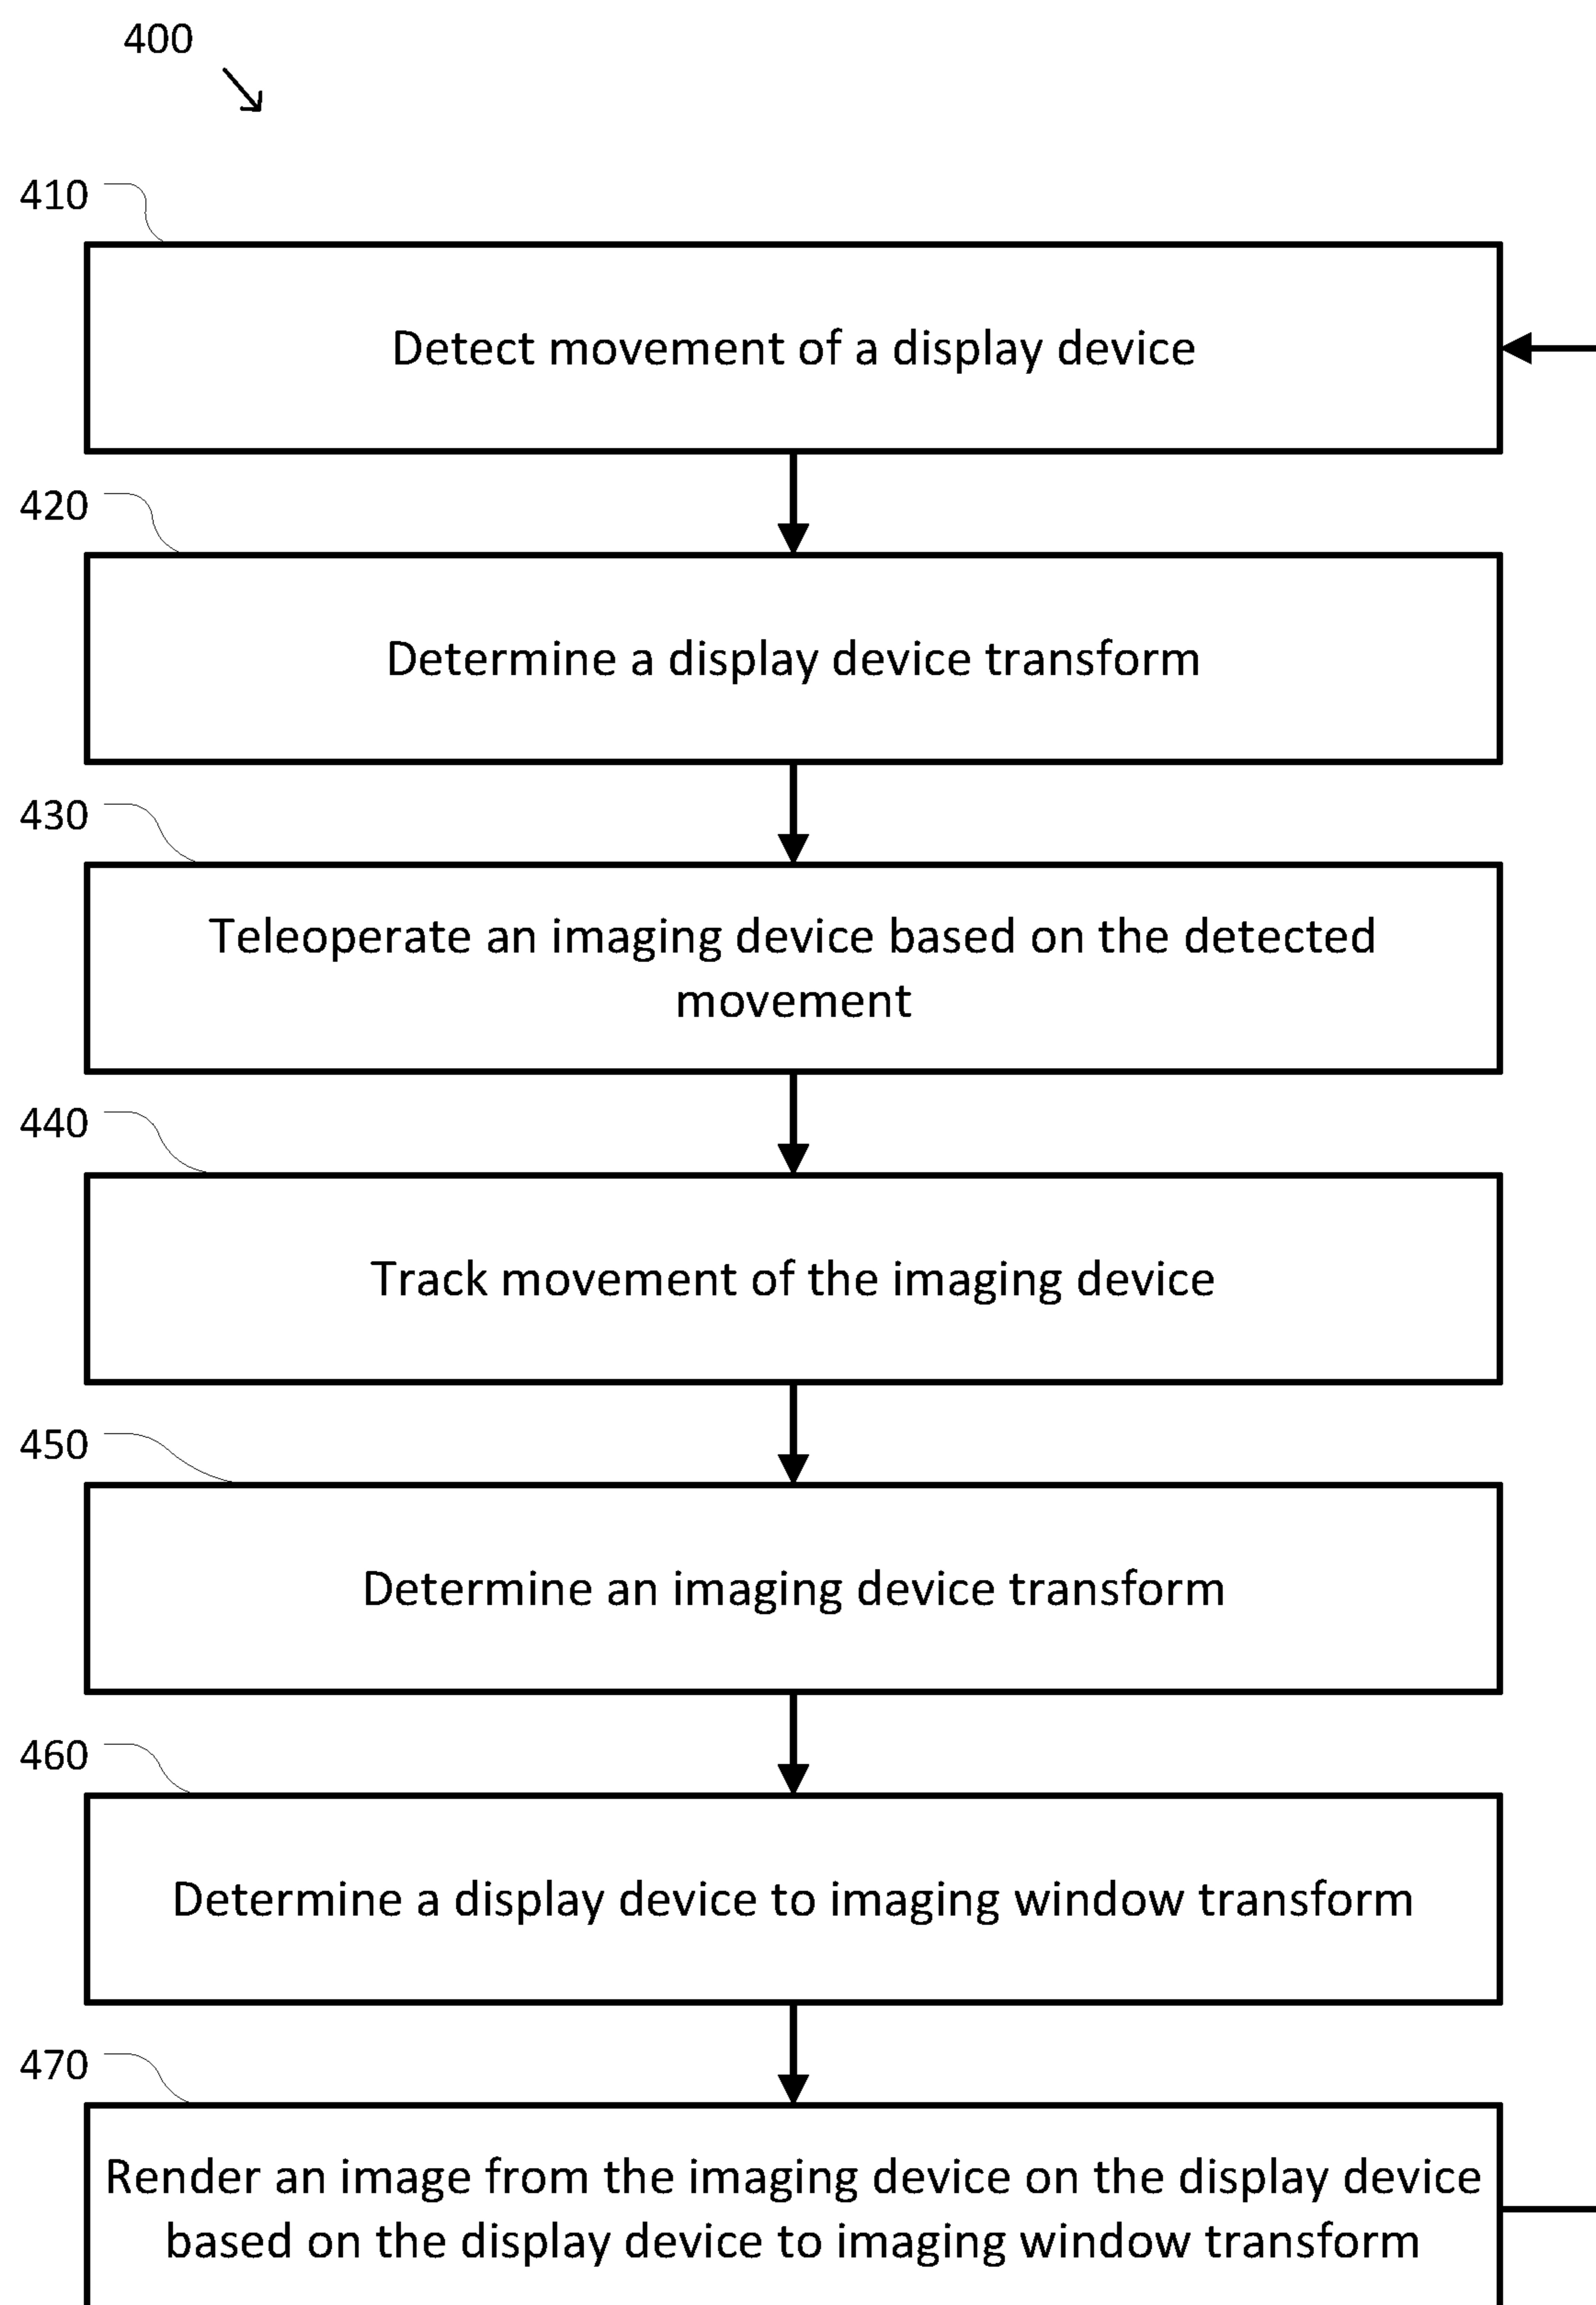 400
410
Detect movement of a display device
420
Determine a display device transform
430
Teleoperate an imaging device based on the detected
movement
440
Track movement of the imaging device
450
Determine an imaging device transform
460
Determine a display device to imaging window transform
470
Render an image from the imaging device on the display device
based on the display device to imaging window transform